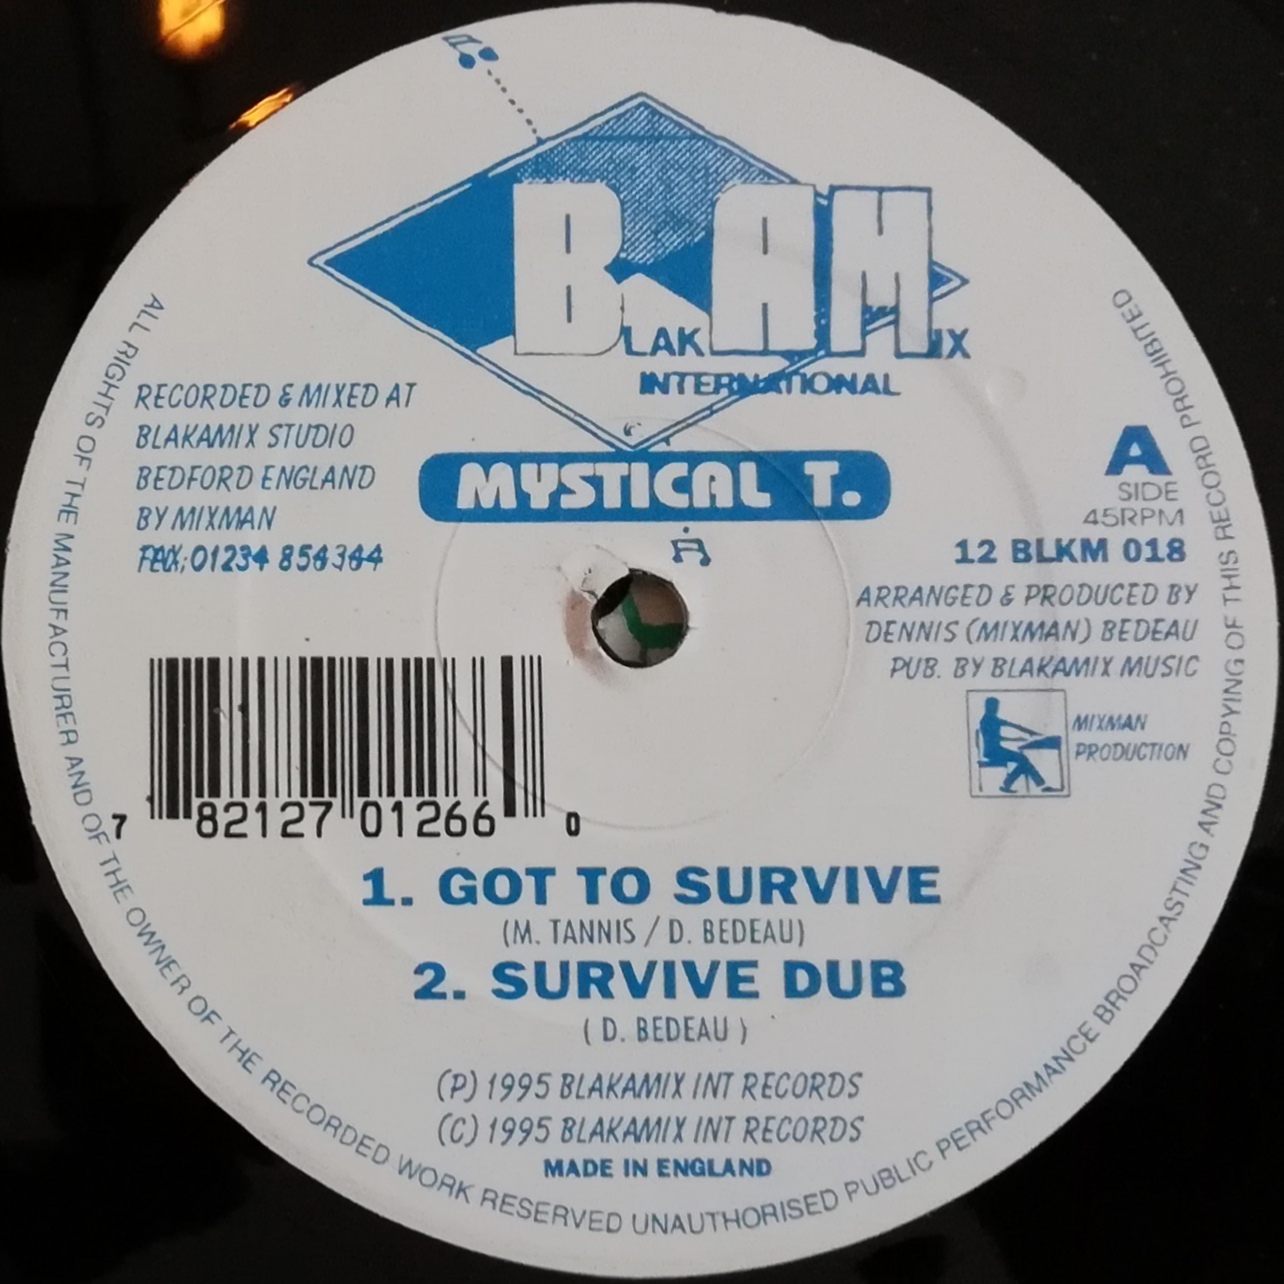 BLAK A MIX
INTERNATIONAL
MYSTICAL T.
RECORDED & MIXED AT
BLAKAMIX STUDIO
BEDFORD ENGLAND
BY MIXMAN
A
SIDE
45RPM
12 BLKM 018
ARRANGED & PRODUCED BY
DENNIS (MIXMAN) BEDEAU
PUB. BY BLAKAMIX MUSIC
MIXMAN
PRODUCTION
7 82127 01266 0
1. GOT TO SURVIVE
(M. TANNIS / D. BEDEAU)
2. SURVIVE DUB
( D. BEDEAU )
(P) 1995 BLAKAMIX INT RECORDS
(C) 1995 BLAKAMIX INT RECORDS
MADE IN ENGLAND
ALL RIGHTS OF THE MANUFACTURER AND OF THE OWNER OF THE RECORDED WORK RESERVED UNAUTHORISED PUBLIC PERFORMANCE BROADCASTING AND COPYING OF THIS RECORD PROHIBITED